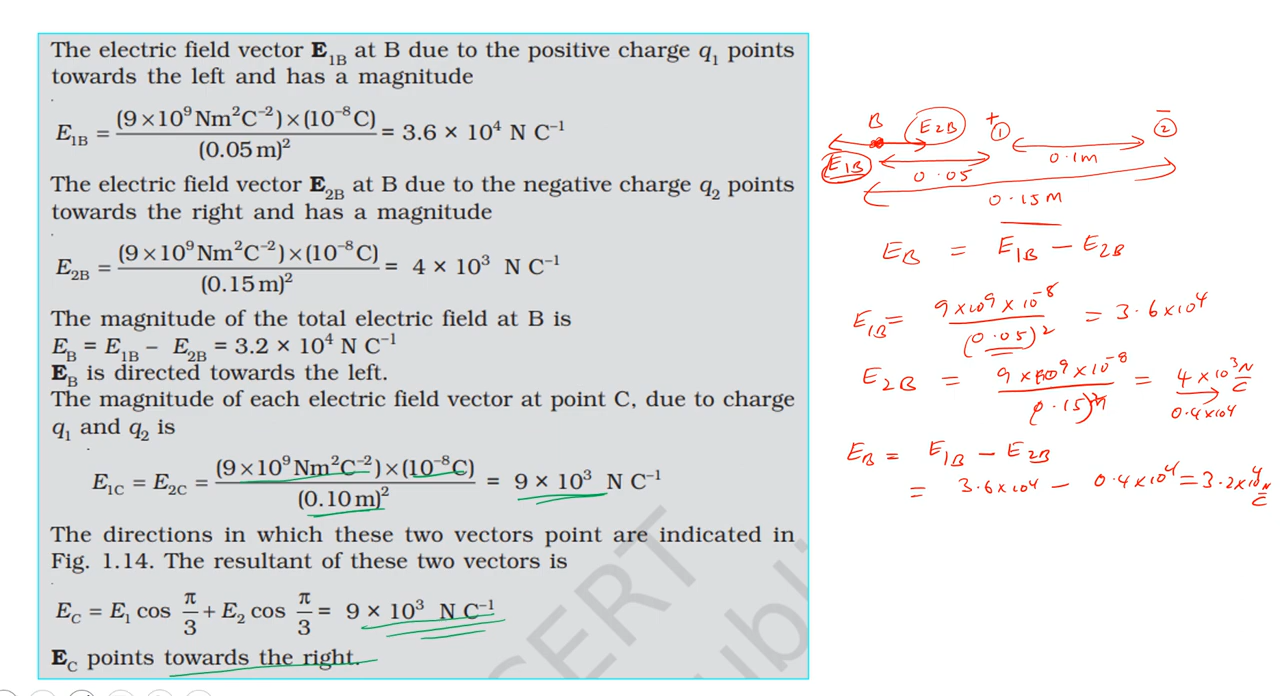 The electric field vector E1B at B due to the positive charge q1 points
towards the left and has a magnitude
E1B = (9×10⁹ Nm²C⁻²)×(10⁻⁸ C) / (0.05 m)² = 3.6 × 10⁴ N C⁻¹
The electric field vector E2B at B due to the negative charge q2 points
towards the right and has a magnitude
E2B = (9×10⁹ Nm²C⁻²)×(10⁻⁸ C) / (0.15 m)² = 4 × 10³ N C⁻¹
The magnitude of the total electric field at B is
EB = E1B − E2B = 3.2 × 10⁴ N C⁻¹
EB is directed towards the left.
The magnitude of each electric field vector at point C, due to charge
q1 and q2 is
E1C = E2C = (9×10⁹ Nm²C⁻²)×(10⁻⁸ C) / (0.10 m)² = 9 × 10³ N C⁻¹
The directions in which these two vectors point are indicated in
Fig. 1.14. The resultant of these two vectors is
EC = E1 cos π/3 + E2 cos π/3 = 9 × 10³ N C⁻¹
EC points towards the right.
B E2B + 1 − 2
E1B 0.05 0.1m
0.15 M
EB = E1B − E2B
E1B = 9×10⁹×10⁻⁸ / (0.05)² = 3.6×10⁴
E2B = 9×10⁹×10⁻⁸ / (0.15)² = 4×10³ N/C
0.4×10⁴
EB = E1B − E2B
= 3.6×10⁴ − 0.4×10⁴ = 3.2×10⁴ N/C
CERT
ubli